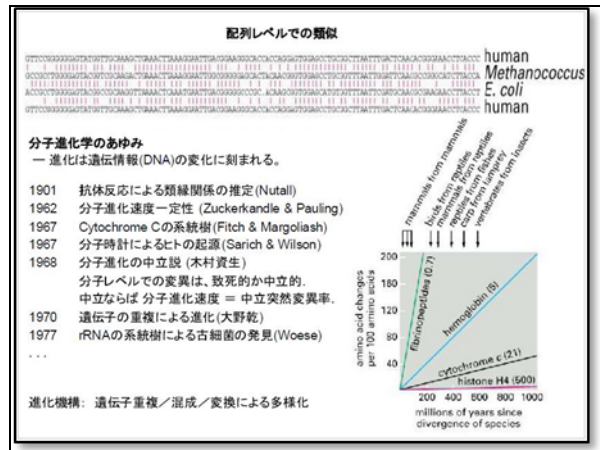 配列レベルでの類似
human
Methanococcus
E. coli
human
分子進化学のあゆみ
― 進化は遺伝情報(DNA)の変化に刻まれる。
1901 抗体反応による類縁関係の推定(Nutall)
1962 分子進化速度一定性 (Zuckerkandle & Pauling)
1967 Cytochrome Cの系統樹(Fitch & Margoliash)
1967 分子時計によるヒトの起源(Sarich & Wilson)
1968 分子進化の中立説 (木村資生)
分子レベルでの変異は、致死的か中立的.
中立ならば 分子進化速度 = 中立突然変異率.
1970 遺伝子の重複による進化(大野乾)
1977 rRNAの系統樹による古細菌の発見(Woese)
. . .
進化機構: 遺伝子重複/混成/変換による多様化
mammals from mammals
birds from reptiles
mammals from reptiles
reptiles from fishes
carp from lamprey
vertebrates from insects
amino acid changes
per 100 amino acids
200
160
120
80
40
fibrinopeptides (0.7)
hemoglobin (5)
cytochrome c (21)
histone H4 (500)
200 400 600 800 1000
millions of years since
divergence of species